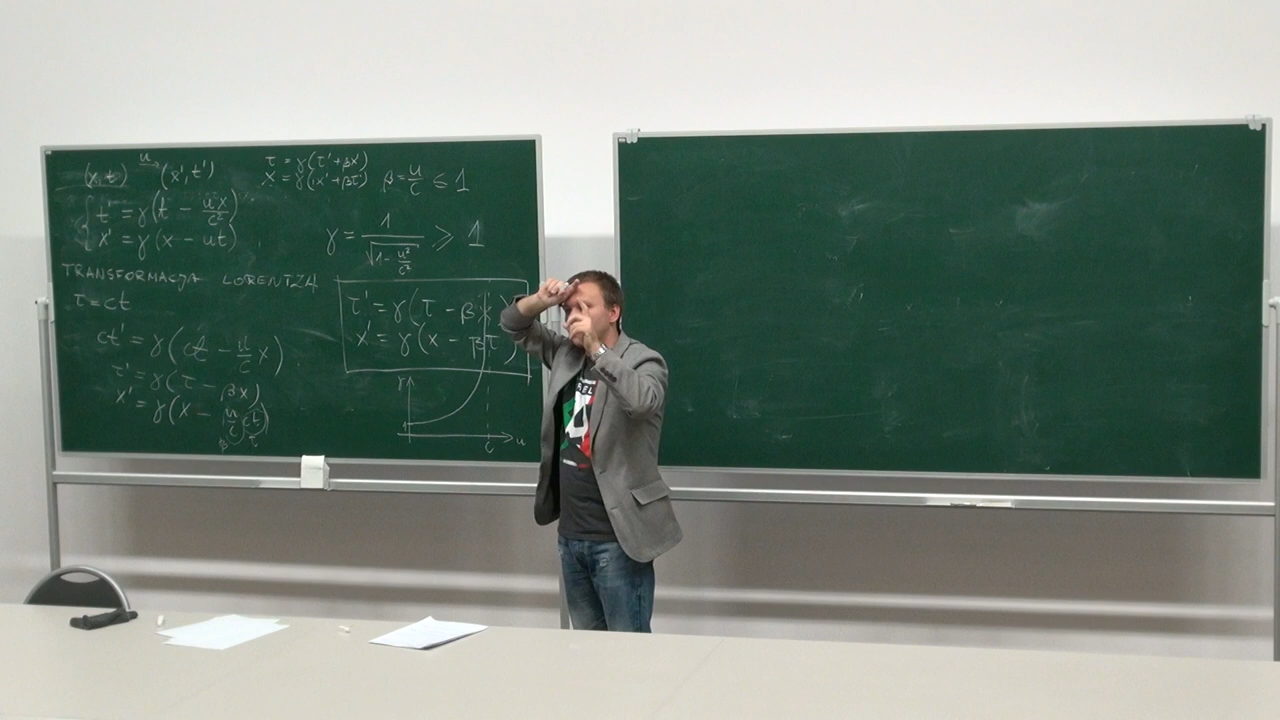 (x,t) u→ (x',t')
t' = γ(t − u x/c²)
x' = γ(x − ut)
TRANSFORMACJA LORENTZA
τ = ct
ct' = γ(ct − u/c x)
τ' = γ(τ − βx)
x' = γ(x − u/c ct)
β τ
τ = γ(τ' + βx)
x = γ(x' + βτ)
β = u/c ≤ 1
γ = 1/√(1 − u²/c²) ≥ 1
τ' = γ(τ − βx)
x' = γ(x − βτ)
γ
1
c
u